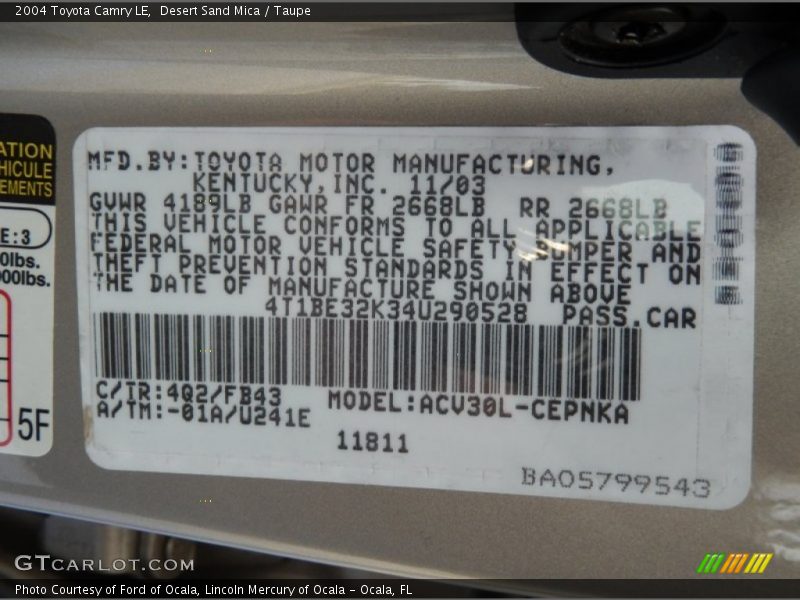 2004 Toyota Camry LE, Desert Sand Mica / Taupe
ATION
HICULE
EMENTS
E:3
0lbs.
000lbs.
5F
MFD.BY:TOYOTA MOTOR MANUFACTURING,
KENTUCKY,INC. 11/03
GVWR 4189LB GAWR FR 2668LB RR 2668LB
THIS VEHICLE CONFORMS TO ALL APPLICABLE
FEDERAL MOTOR VEHICLE SAFETY BUMPER AND
THEFT PREVENTION STANDARDS IN EFFECT ON
THE DATE OF MANUFACTURE SHOWN ABOVE
4T1BE32K34U290528 PASS.CAR
C/TR:4Q2/FB43 MODEL:ACV30L-CEPNKA
A/TM:-01A/U241E
11811
BA05799543
GTCARLOT.COM
Photo Courtesy of Ford of Ocala, Lincoln Mercury of Ocala - Ocala, FL